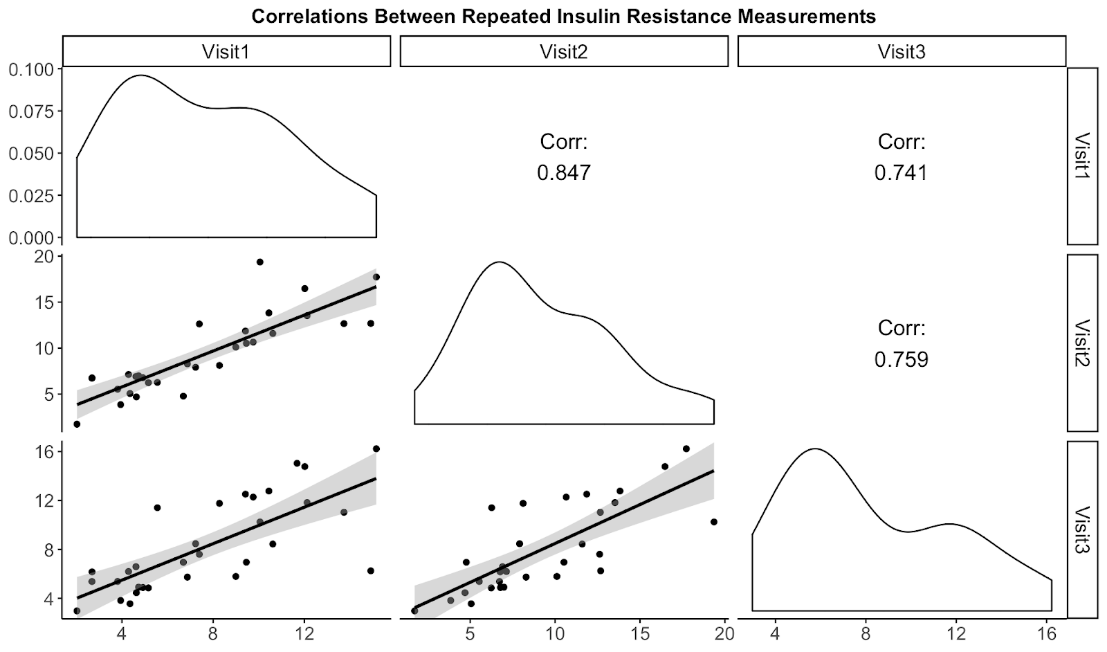 Correlations Between Repeated Insulin Resistance Measurements
Visit1
Visit2
Visit3
0.100
0.075
0.050
0.025
0.000
Corr:
0.847
Corr:
0.741
Visit1
20
15
10
5
Corr:
0.759
Visit2
16
12
8
4
Visit3
4
8
12
5
10
15
20
4
8
12
16